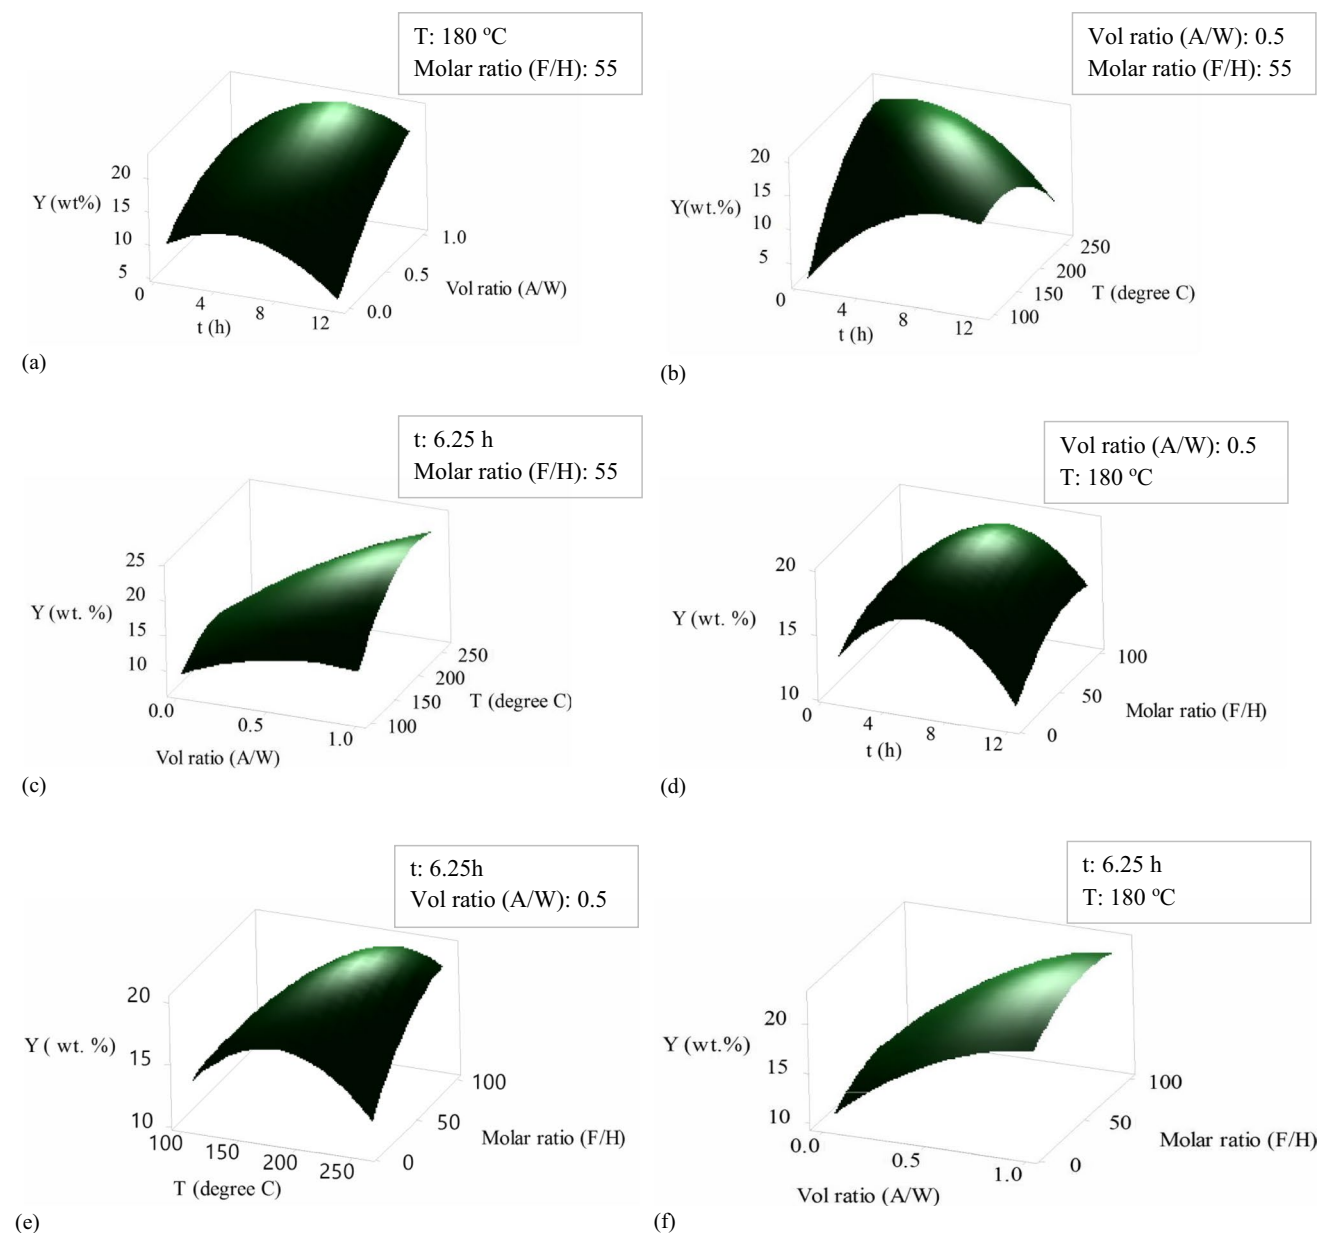 T: 180 ºC
Molar ratio (F/H): 55
Y (wt%)
20
15
10
5
0
4
8
12
t (h)
0.0
0.5
1.0
Vol ratio (A/W)
(a)
Vol ratio (A/W): 0.5
Molar ratio (F/H): 55
Y(wt.%)
20
15
10
5
0
4
8
12
t (h)
100
150
200
250
T (degree C)
(b)
t: 6.25 h
Molar ratio (F/H): 55
Y (wt. %)
25
20
15
10
0.0
0.5
1.0
Vol ratio (A/W)
100
150
200
250
T (degree C)
(c)
Vol ratio (A/W): 0.5
T: 180 ºC
Y (wt. %)
20
15
10
0
4
8
12
t (h)
0
50
100
Molar ratio (F/H)
(d)
t: 6.25h
Vol ratio (A/W): 0.5
Y ( wt. %)
20
15
10
100
150
200
250
T (degree C)
0
50
100
Molar ratio (F/H)
(e)
t: 6.25 h
T: 180 ºC
Y (wt.%)
20
15
10
0.0
0.5
1.0
Vol ratio (A/W)
0
50
100
Molar ratio (F/H)
(f)